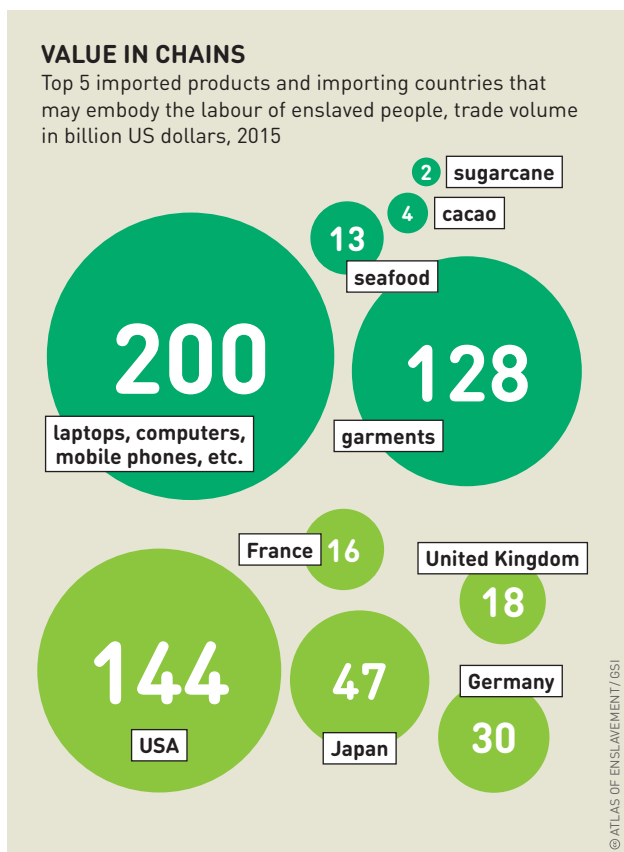 VALUE IN CHAINS
Top 5 imported products and importing countries that
may embody the labour of enslaved people, trade volume
in billion US dollars, 2015
2
sugarcane
4
cacao
13
seafood
200
laptops, computers,
mobile phones, etc.
128
garments
France
16
United Kingdom
18
144
USA
47
Japan
Germany
30
cc ATLAS OF ENSLAVEMENT / GSI